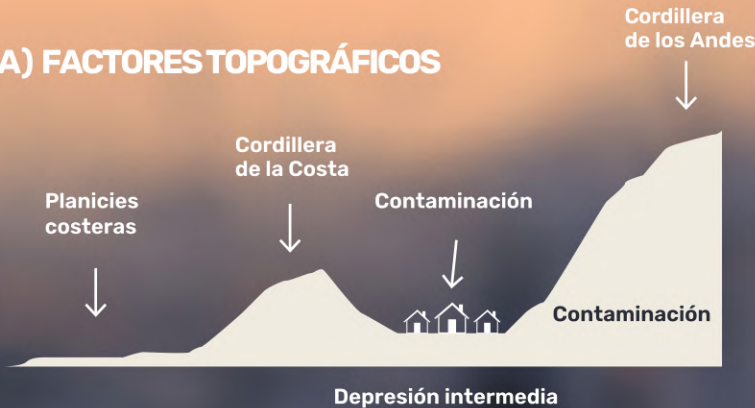 A) FACTORES TOPOGRÁFICOS
Cordillera
de los Andes
Cordillera
de la Costa
Planicies
costeras
Contaminación
Contaminación
Depresión intermedia